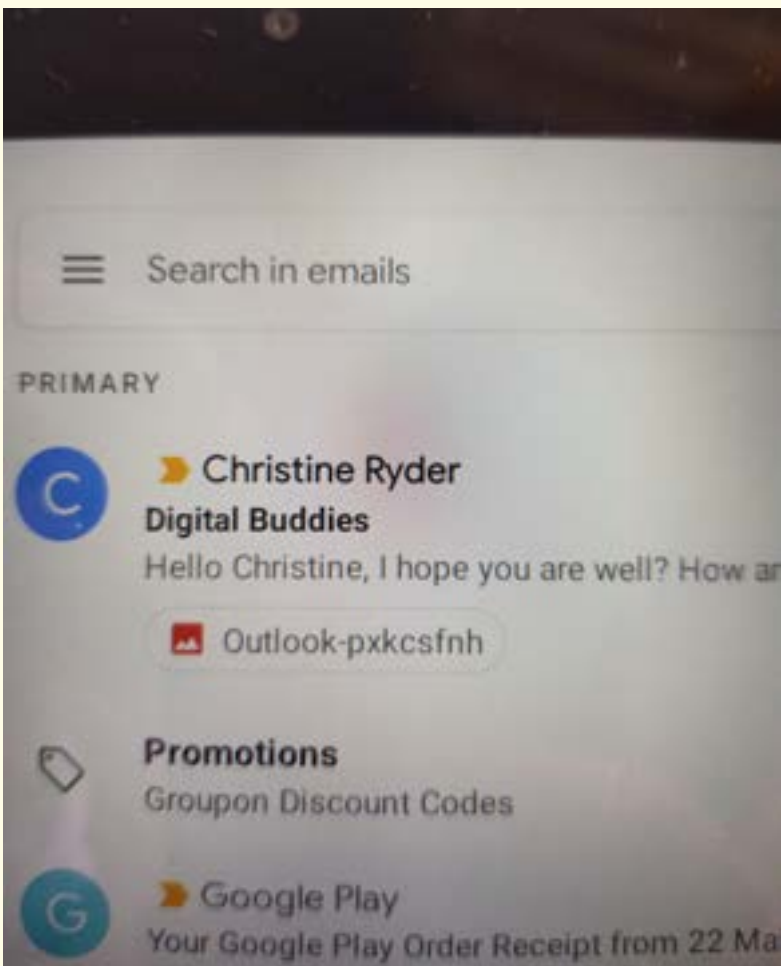 Search in emails
PRIMARY
C
Christine Ryder
Digital Buddies
Hello Christine, I hope you are well? How ar
Outlook-pxkcsfnh
Promotions
Groupon Discount Codes
G
Google Play
Your Google Play Order Receipt from 22 Ma